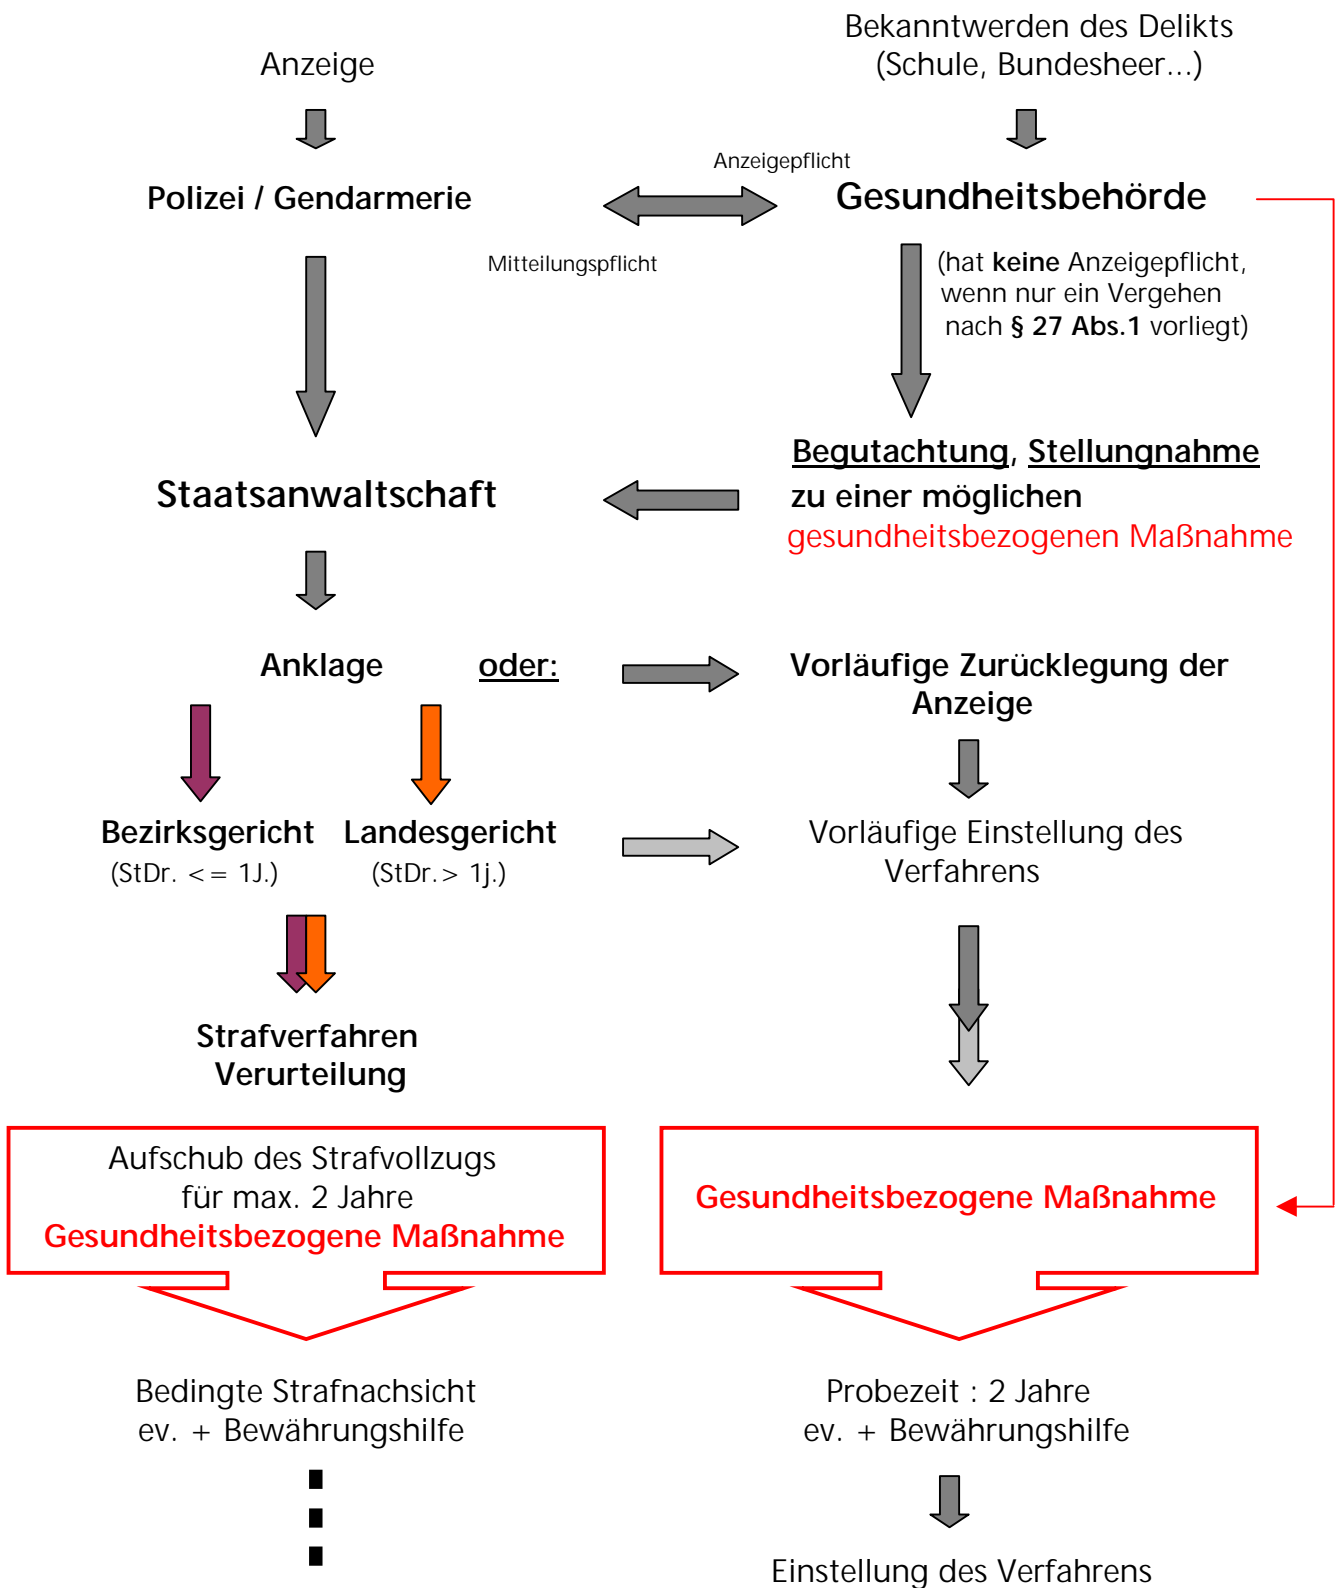 Bekanntwerden des Delikts
(Schule, Bundesheer...)
Anzeige
Anzeigepflicht
Polizei / Gendarmerie
Gesundheitsbehörde
Mitteilungspflicht
(hat keine Anzeigepflicht,
wenn nur ein Vergehen
nach § 27 Abs.1 vorliegt)
Begutachtung, Stellungnahme
zu einer möglichen
gesundheitsbezogenen Maßnahme
Staatsanwaltschaft
Anklage oder:
Vorläufige Zurücklegung der
Anzeige
Bezirksgericht Landesgericht
(StDr. <= 1J.) (StDr.> 1j.)
Vorläufige Einstellung des
Verfahrens
Strafverfahren
Verurteilung
Aufschub des Strafvollzugs
für max. 2 Jahre
Gesundheitsbezogene Maßnahme
Gesundheitsbezogene Maßnahme
Bedingte Strafnachsicht
ev. + Bewährungshilfe
Probezeit : 2 Jahre
ev. + Bewährungshilfe
Einstellung des Verfahrens